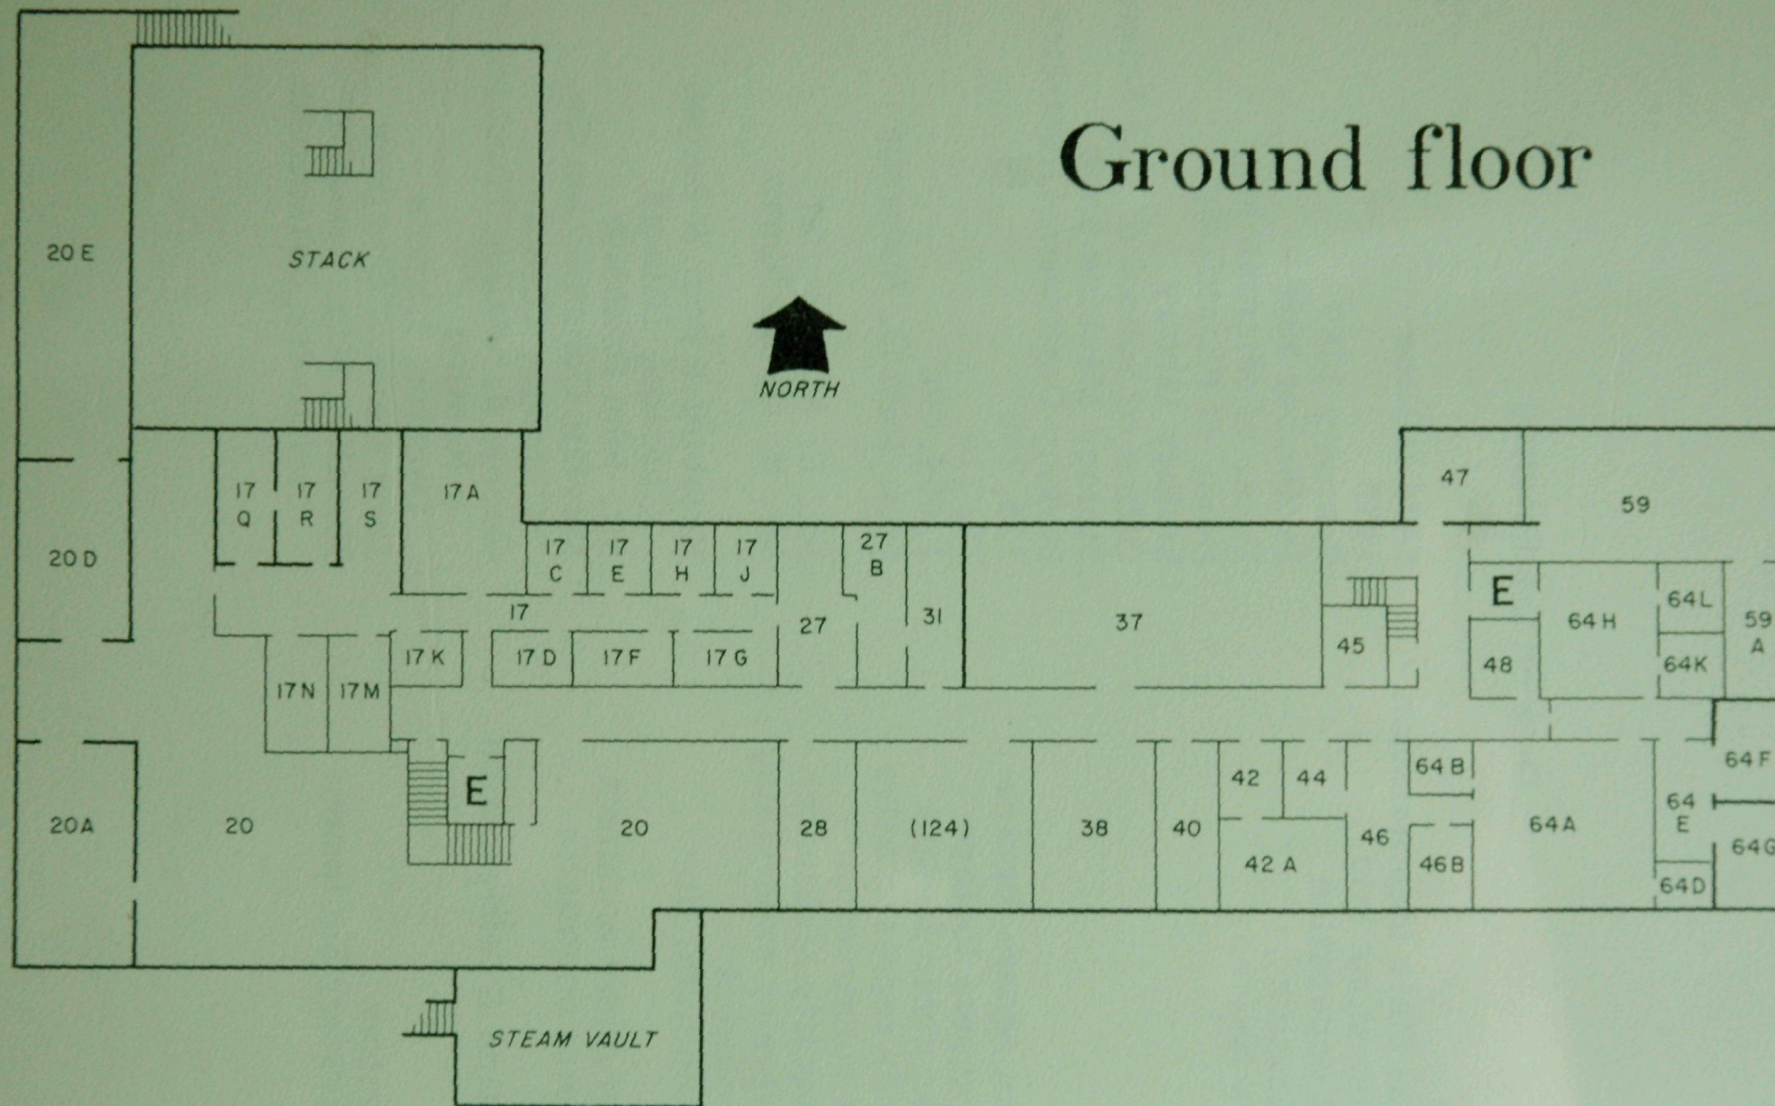 Ground floor
20 E
STACK
NORTH
17 Q
17 R
17 S
17 A
47
59
20 D
17 C
17 E
17 H
17 J
27 B
17
27
31
37
45
E
48
64 H
64 L
64 K
59 A
17 K
17 D
17 F
17 G
17 N
17 M
20A
20
E
20
28
(124)
38
40
42
44
42 A
46
64 B
46 B
64 A
64 E
64 D
64 F
64 G
STEAM VAULT